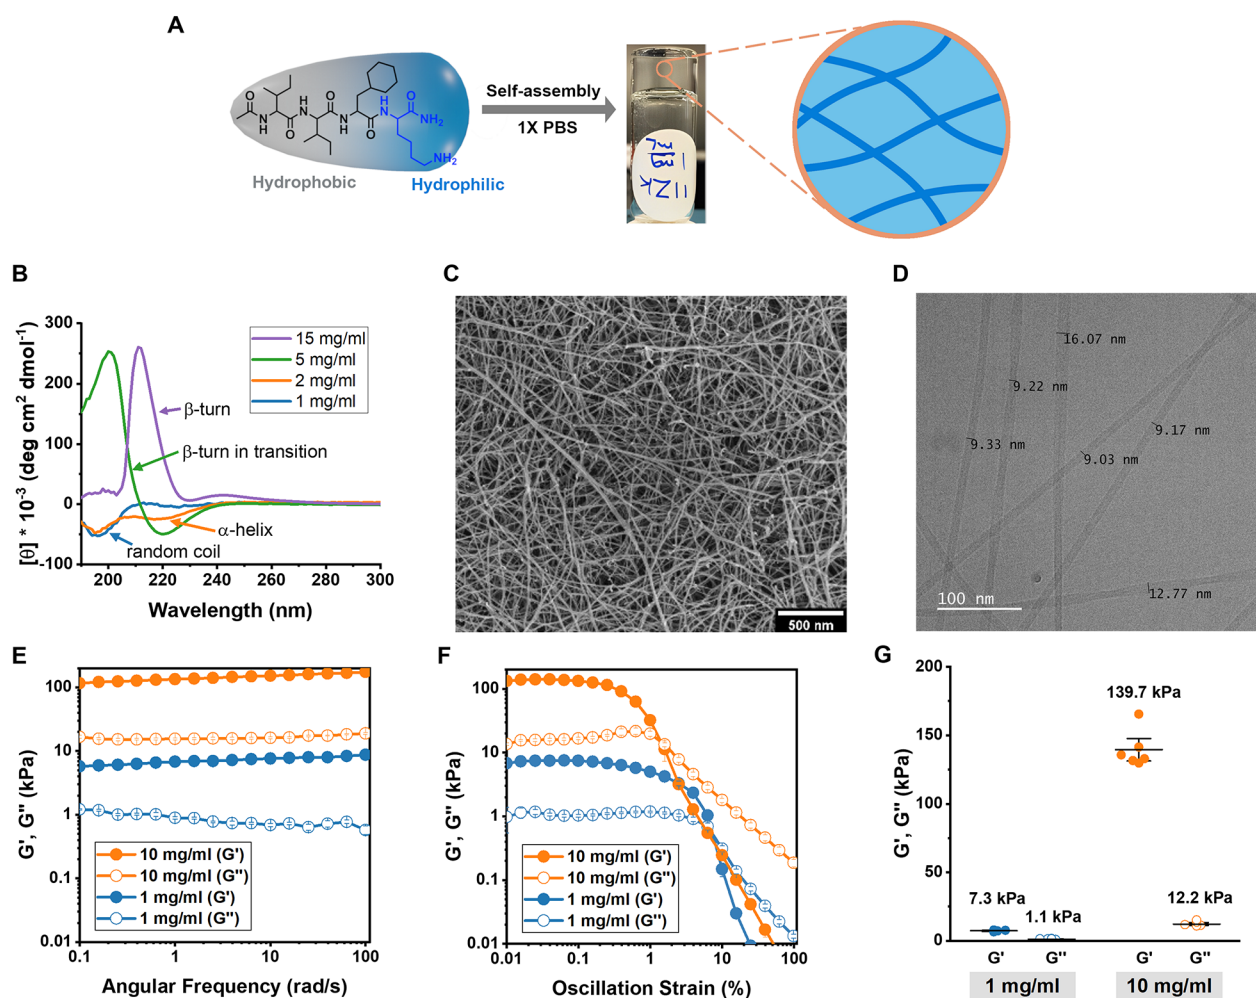 A
O
H
N
O
H
N
N
H
O
N
H
O
O
NH2
NH2
Hydrophobic
Hydrophilic
Self-assembly
1X PBS
IIZK
B
300
200
100
0
-100
[θ] * 10-3 (deg cm2 dmol-1)
15 mg/ml
5 mg/ml
2 mg/ml
1 mg/ml
β-turn
β-turn in transition
α-helix
random coil
200 220 240 260 280 300
Wavelength (nm)
C
500 nm
D
16.07 nm
9.22 nm
9.17 nm
9.33 nm
9.03 nm
12.77 nm
100 nm
E
100
10
1
0.1
0.01
G', G" (kPa)
10 mg/ml (G')
10 mg/ml (G")
1 mg/ml (G')
1 mg/ml (G")
0.1 1 10 100
Angular Frequency (rad/s)
F
100
10
1
0.1
0.01
G', G" (kPa)
10 mg/ml (G')
10 mg/ml (G")
1 mg/ml (G')
1 mg/ml (G")
0.01 0.1 1 10 100
Oscillation Strain (%)
G
200
150
100
50
0
G', G" (kPa)
139.7 kPa
7.3 kPa
1.1 kPa
12.2 kPa
G' G" G' G"
1 mg/ml 10 mg/ml